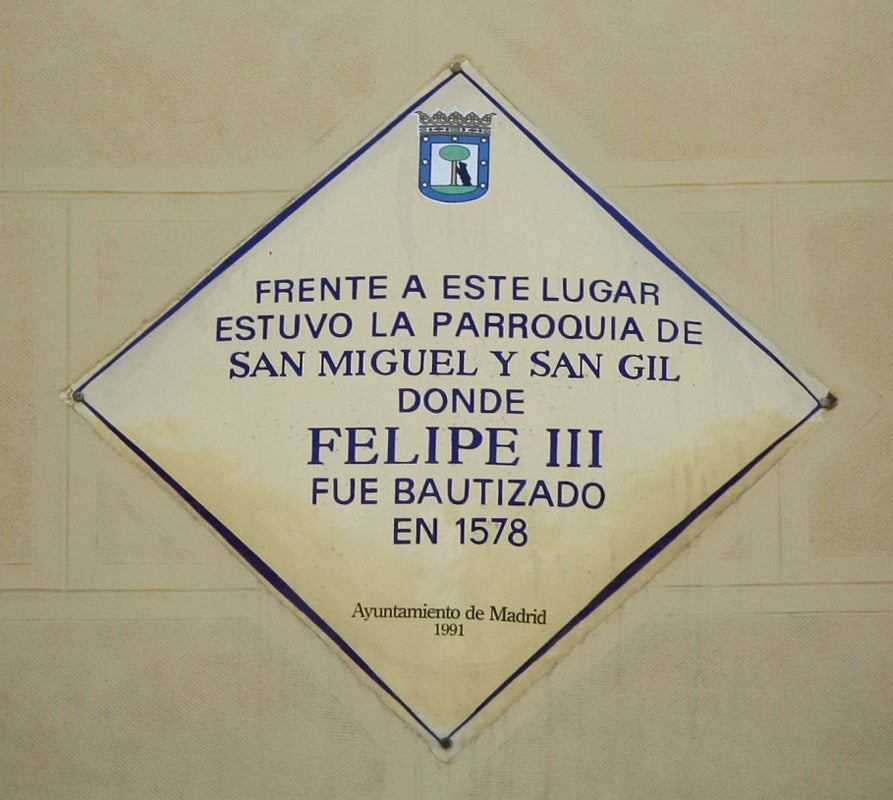 FRENTE A ESTE LUGAR
ESTUVO LA PARROQUIA DE
SAN MIGUEL Y SAN GIL
DONDE
FELIPE III
FUE BAUTIZADO
EN 1578
Ayuntamiento de Madrid
1991